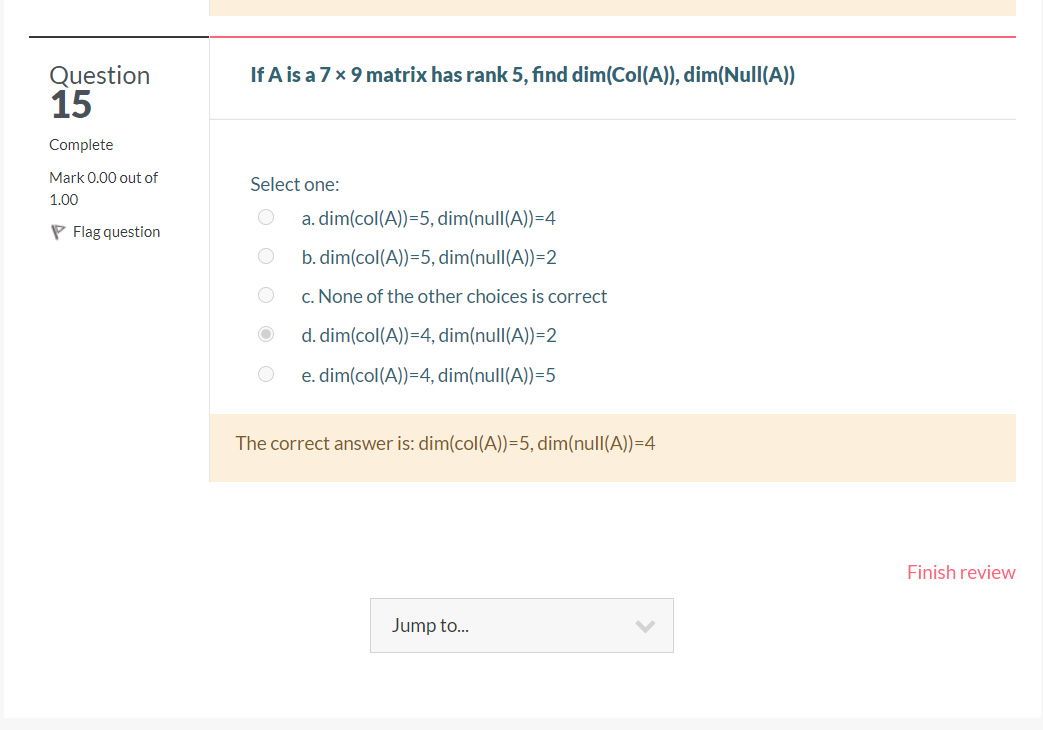 Question
15
Complete
Mark 0.00 out of
1.00
Flag question
If A is a 7 × 9 matrix has rank 5, find dim(Col(A)), dim(Null(A))
Select one:
a. dim(col(A))=5, dim(null(A))=4
b. dim(col(A))=5, dim(null(A))=2
c. None of the other choices is correct
d. dim(col(A))=4, dim(null(A))=2
e. dim(col(A))=4, dim(null(A))=5
The correct answer is: dim(col(A))=5, dim(null(A))=4
Finish review
Jump to...